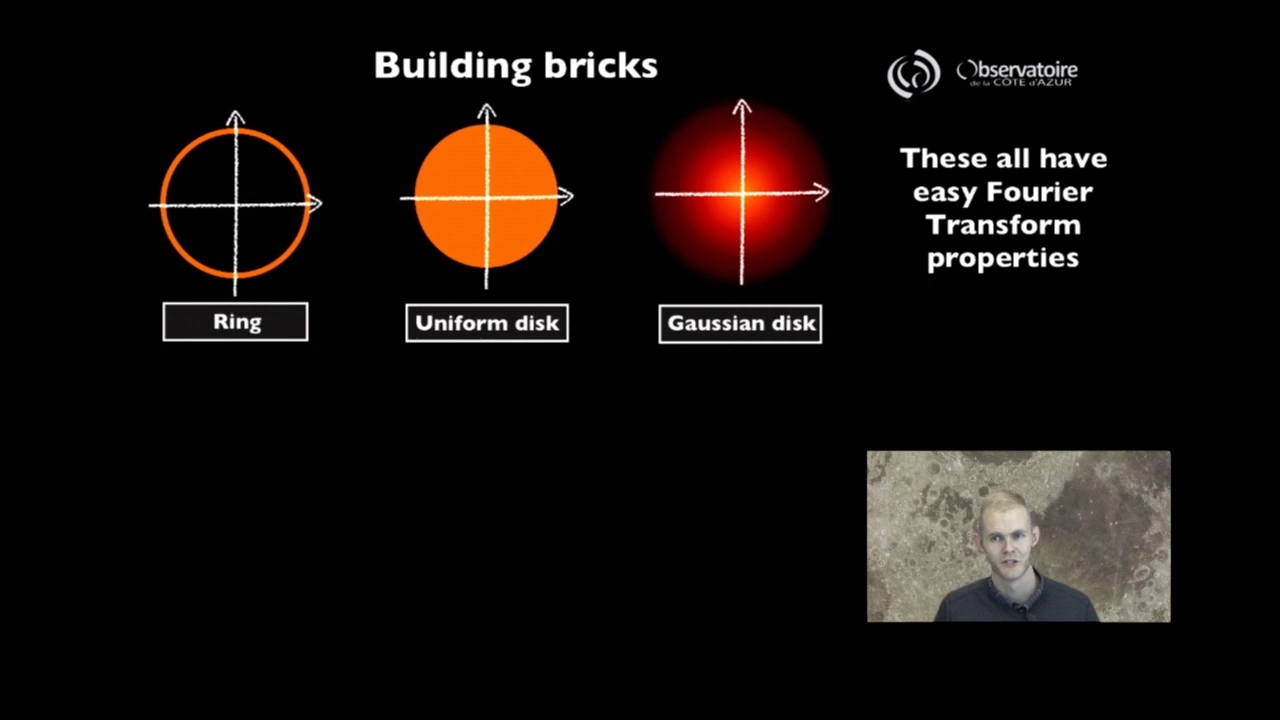 Building bricks
Observatoire
de la CÔTE d'AZUR
These all have
easy Fourier
Transform
properties
Ring
Uniform disk
Gaussian disk